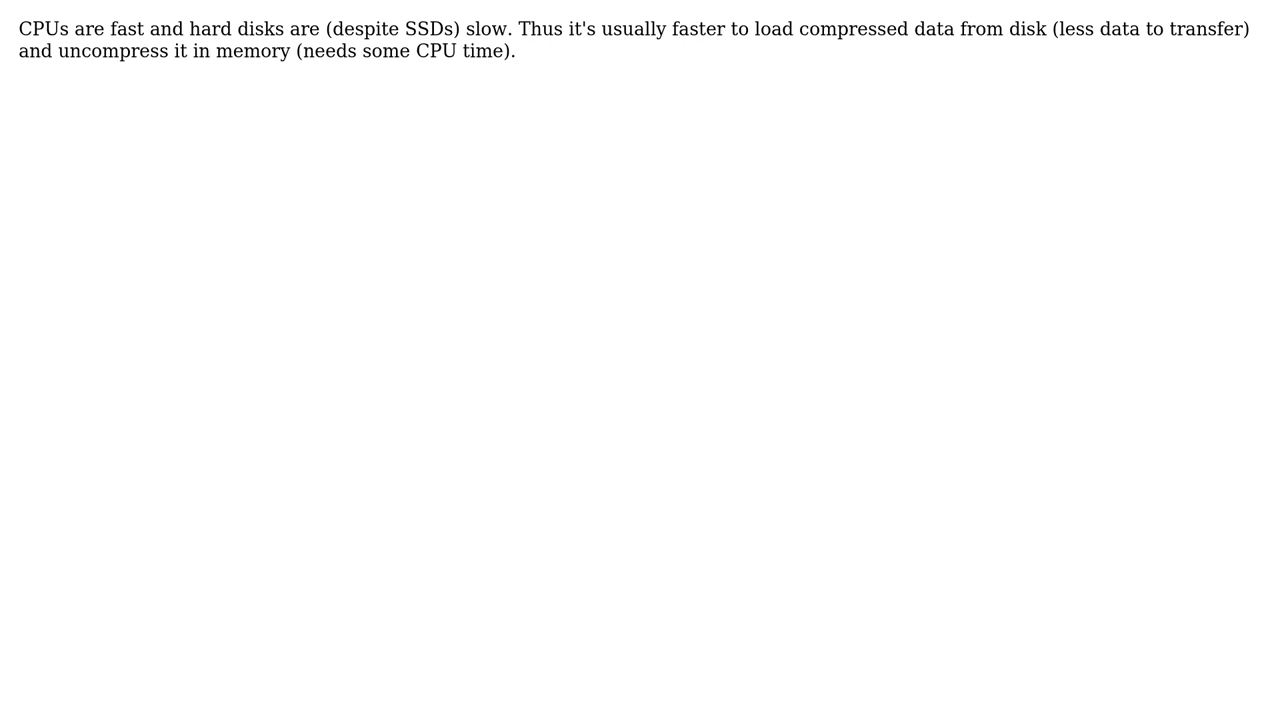 CPUs are fast and hard disks are (despite SSDs) slow. Thus it's usually faster to load compressed data from disk (less data to transfer)
and uncompress it in memory (needs some CPU time).